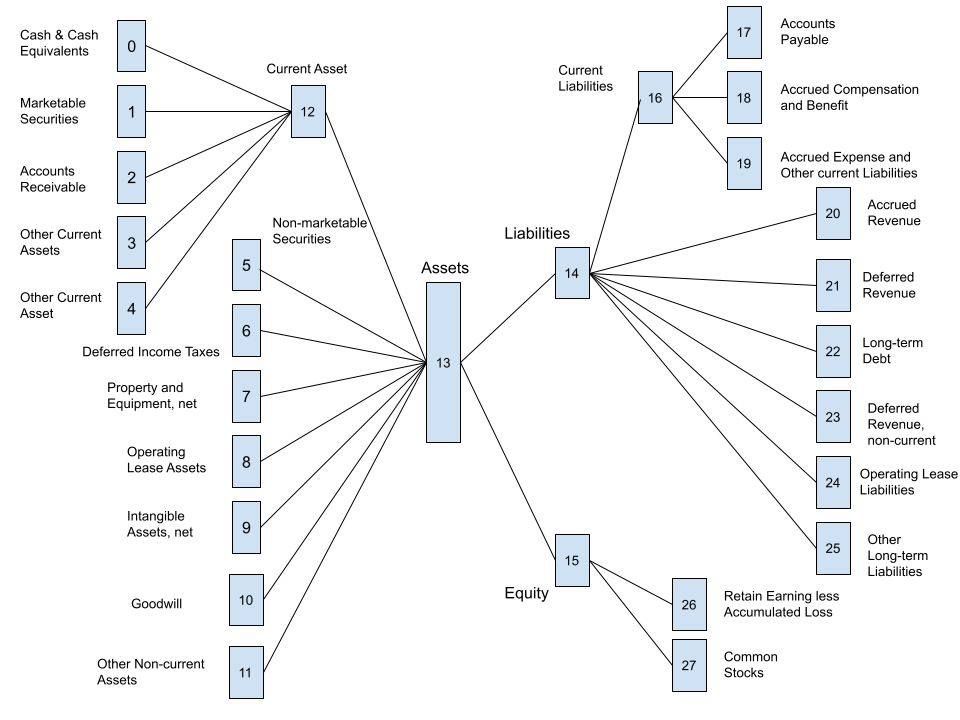 Cash & Cash
Equivalents
0
Marketable
Securities
1
Accounts
Receivable
2
Other Current
Assets
3
Other Current
Asset
4
Current Asset
12
Non-marketable
Securities
5
6
Deferred Income Taxes
Property and
Equipment, net
7
Operating
Lease Assets
8
Intangible
Assets, net
9
Goodwill
10
Other Non-current
Assets
11
Assets
13
Liabilities
14
Equity
15
Current
Liabilities
16
17
Accounts
Payable
18
Accrued Compensation
and Benefit
19
Accrued Expense and
Other current Liabilities
20
Accrued
Revenue
21
Deferred
Revenue
22
Long-term
Debt
23
Deferred
Revenue,
non-current
24
Operating Lease
Liabilities
25
Other
Long-term
Liabilities
26
Retain Earning less
Accumulated Loss
27
Common
Stocks